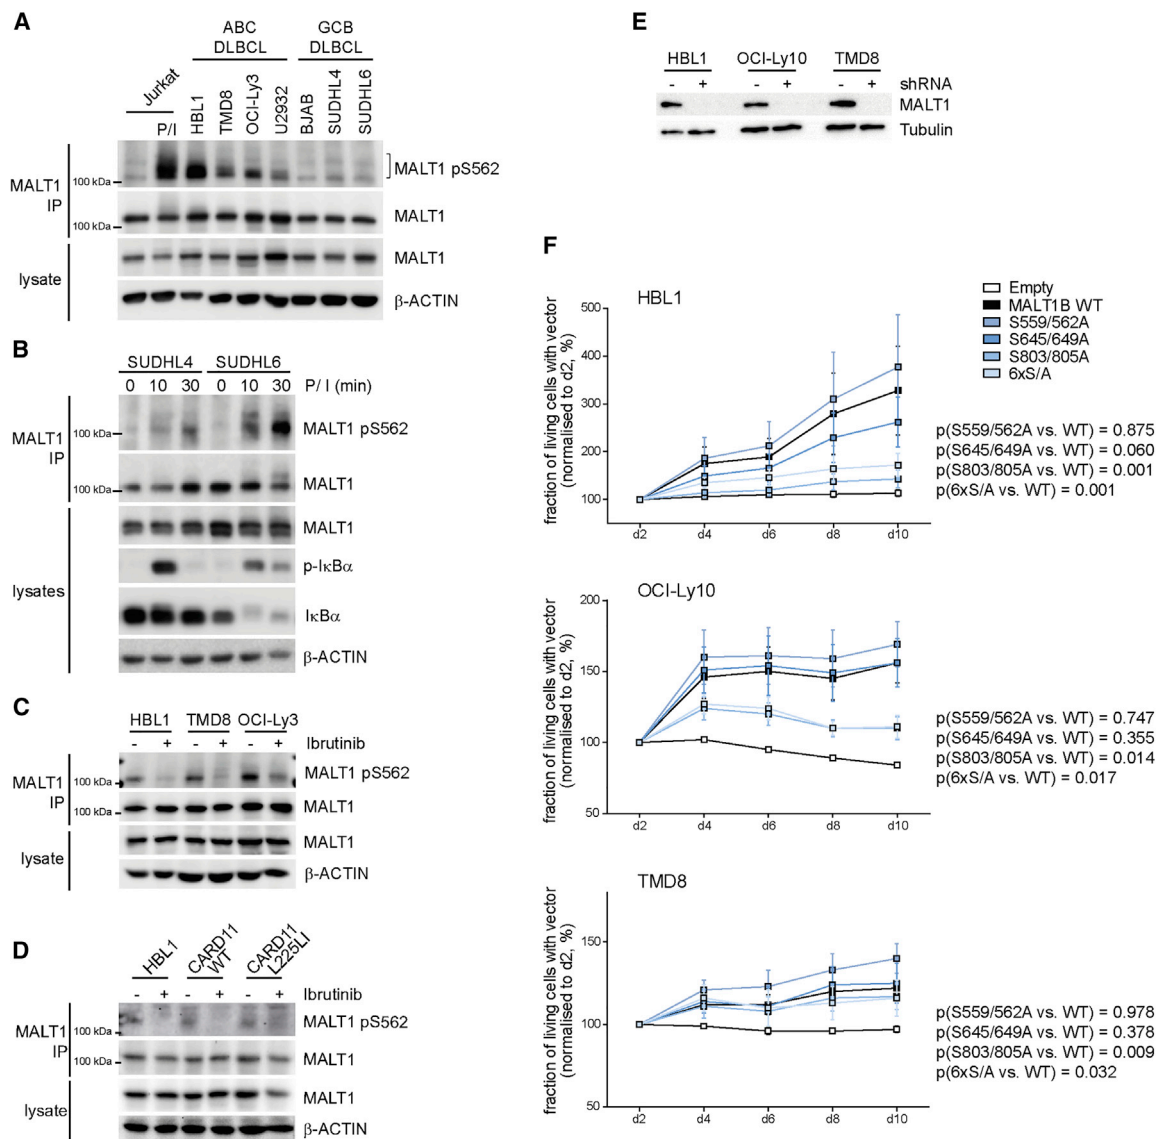 A
ABC
DLBCL
GCB
DLBCL
Jurkat
P/I
HBL1
TMD8
OCI-Ly3
U2932
BJAB
SUDHL4
SUDHL6
MALT1
IP
100 kDa
MALT1 pS562
100 kDa
MALT1
lysate
MALT1
β-ACTIN
B
SUDHL4 SUDHL6
0 10 30 0 10 30 P/ I (min)
MALT1
IP
100 kDa
MALT1 pS562
100 kDa
MALT1
lysates
MALT1
p-IκBα
IκBα
β-ACTIN
C
HBL1 TMD8 OCI-Ly3
- + - + - + Ibrutinib
MALT1
IP
MALT1 pS562
100 kDa
MALT1
lysate
MALT1
β-ACTIN
D
HBL1
CARD11
WT
CARD11
L225LI
- + - + - + Ibrutinib
MALT1
IP
MALT1 pS562
100 kDa
MALT1
lysate
MALT1
β-ACTIN
E
HBL1 OCI-Ly10 TMD8
- + - + - + shRNA
MALT1
Tubulin
F
Empty
MALT1B WT
S559/562A
S645/649A
S803/805A
6xS/A
HBL1
fraction of living cells with vector
(normalised to d2, %)
500
400
300
200
100
d2 d4 d6 d8 d10
p(S559/562A vs. WT) = 0.875
p(S645/649A vs. WT) = 0.060
p(S803/805A vs. WT) = 0.001
p(6xS/A vs. WT) = 0.001
OCI-Ly10
fraction of living cells with vector
(normalised to d2, %)
200
150
100
50
d2 d4 d6 d8 d10
p(S559/562A vs. WT) = 0.747
p(S645/649A vs. WT) = 0.355
p(S803/805A vs. WT) = 0.014
p(6xS/A vs. WT) = 0.017
TMD8
fraction of living cells with vector
(normalised to d2, %)
150
100
50
d2 d4 d6 d8 d10
p(S559/562A vs. WT) = 0.978
p(S645/649A vs. WT) = 0.378
p(S803/805A vs. WT) = 0.009
p(6xS/A vs. WT) = 0.032